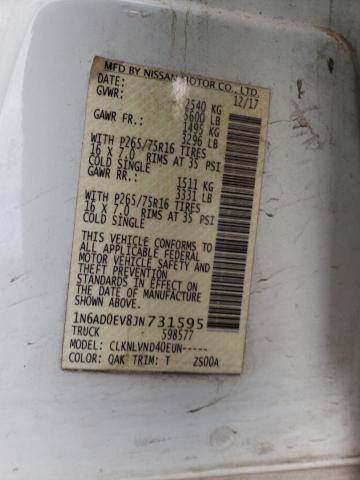 MFD BY NISSAN MOTOR CO., LTD.
DATE: 12/17
GVWR: 2540 KG
5600 LB
GAWR FR.: 1495 KG
3296 LB
WITH P265/75R16 TIRES
16 X 7.0 RIMS AT 35 PSI
COLD SINGLE
GAWR RR.: 1511 KG
3331 LB
WITH P265/75R16 TIRES
16 X 7.0 RIMS AT 35 PSI
COLD SINGLE
THIS VEHICLE CONFORMS TO
ALL APPLICABLE FEDERAL
MOTOR VEHICLE SAFETY AND
THEFT PREVENTION
STANDARDS IN EFFECT ON
THE DATE OF MANUFACTURE
SHOWN ABOVE.
1N6AD0EV8JN731595
TRUCK 598577
MODEL: CLKNLVND40EUN-----
COLOR: QAK TRIM: T 2S00A